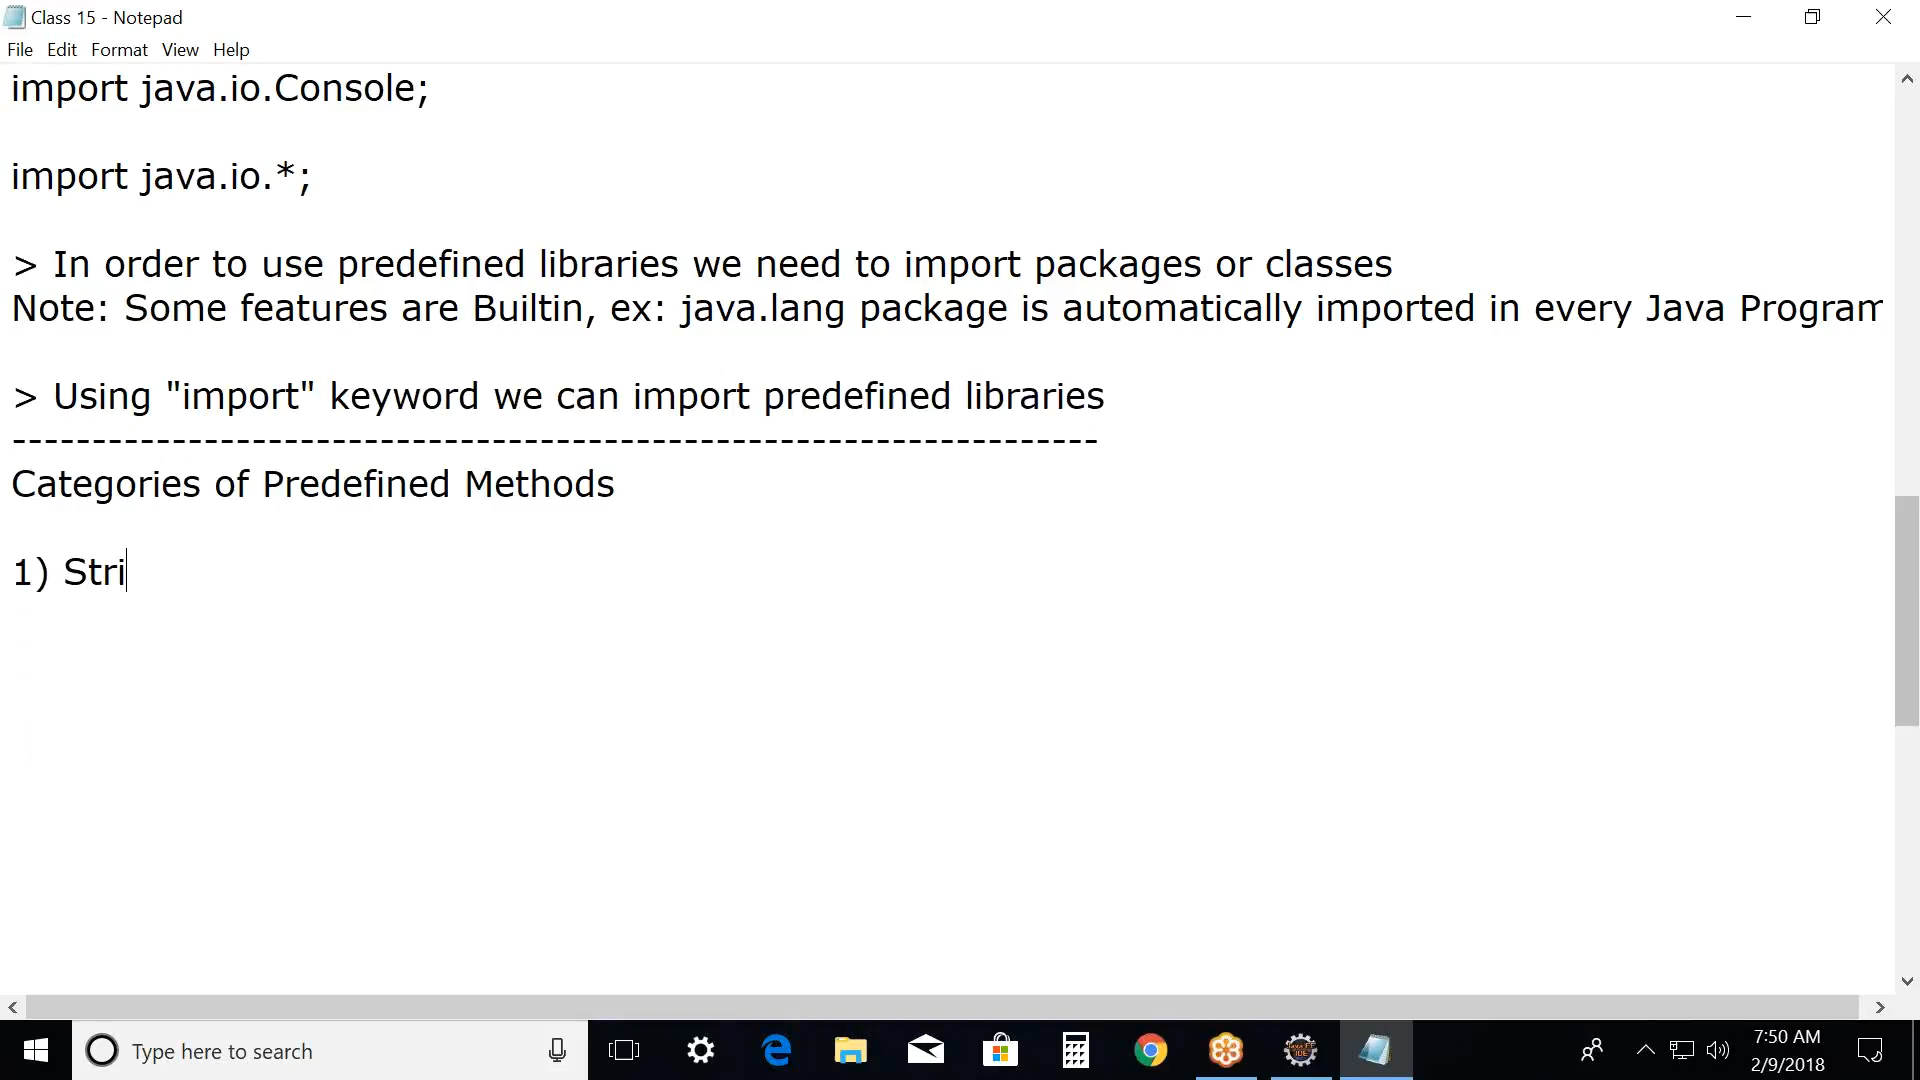 Class 15 - Notepad
File Edit Format View Help
import java.io.Console;
import java.io.*;
> In order to use predefined libraries we need to import packages or classes
Note: Some features are Builtin, ex: java.lang package is automatically imported in every Java Program
> Using "import" keyword we can import predefined libraries
--------------------------------------------------------------------
Categories of Predefined Methods
1) Stri
Type here to search
7:50 AM
2/9/2018